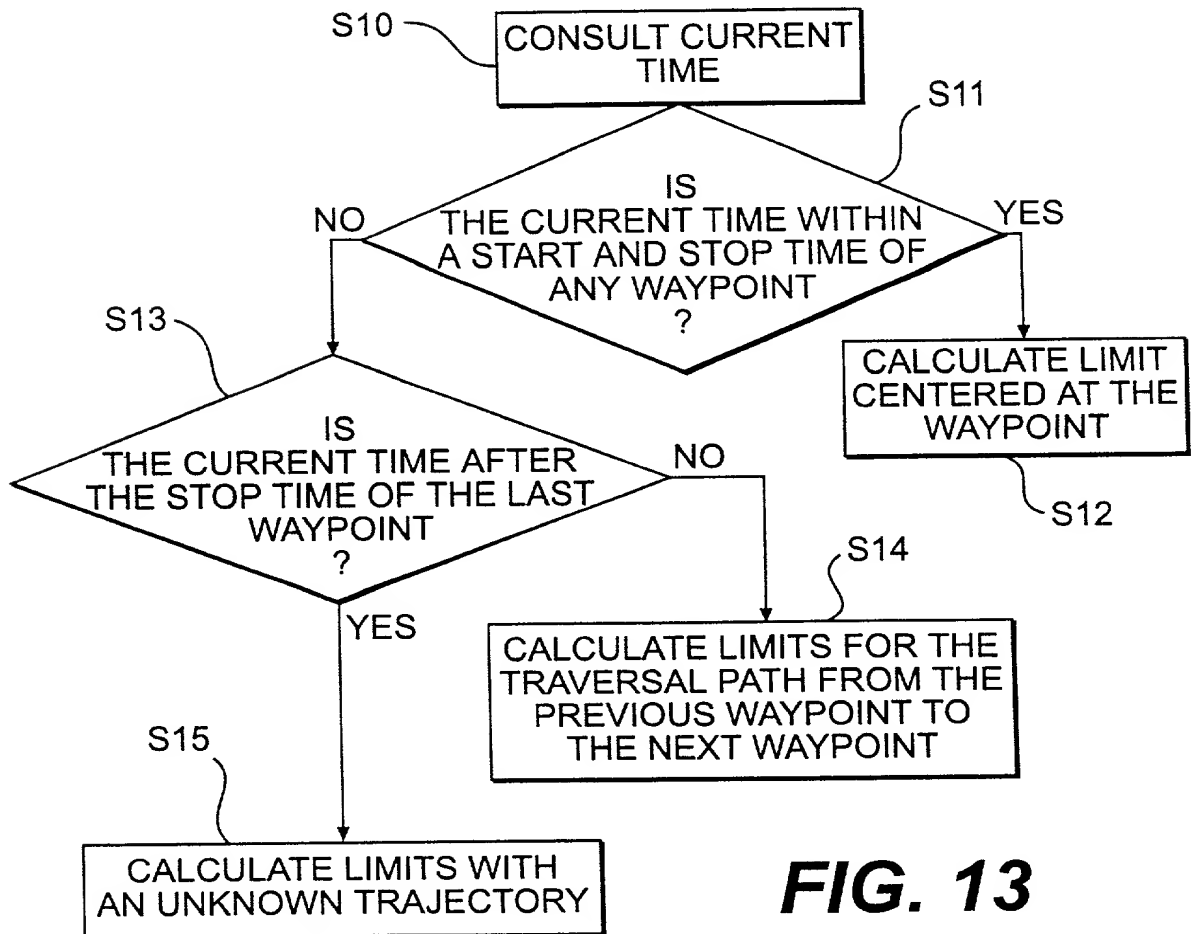 S10
CONSULT CURRENT
TIME
S11
IS
THE CURRENT TIME WITHIN
A START AND STOP TIME OF
ANY WAYPOINT
?
NO
YES
S13
CALCULATE LIMIT
CENTERED AT THE
WAYPOINT
S12
IS
THE CURRENT TIME AFTER
THE STOP TIME OF THE LAST
WAYPOINT
?
NO
YES
S14
CALCULATE LIMITS FOR THE
TRAVERSAL PATH FROM THE
PREVIOUS WAYPOINT TO
THE NEXT WAYPOINT
S15
CALCULATE LIMITS WITH
AN UNKNOWN TRAJECTORY
FIG. 13